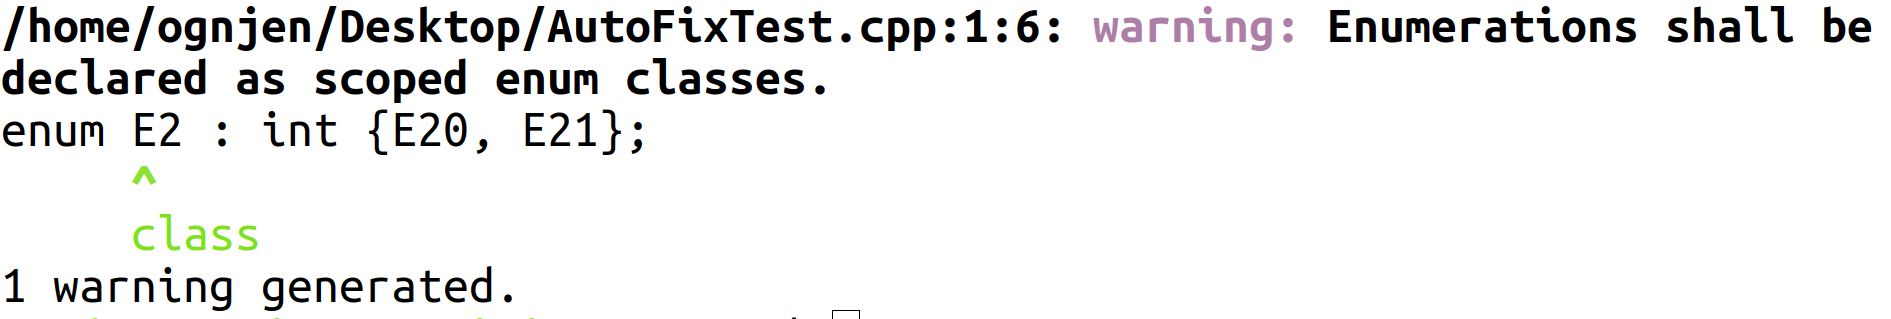 /home/ognjen/Desktop/AutoFixTest.cpp:1:6: warning: Enumerations shall be
declared as scoped enum classes.
enum E2 : int {E20, E21};
     ^
     class
1 warning generated.